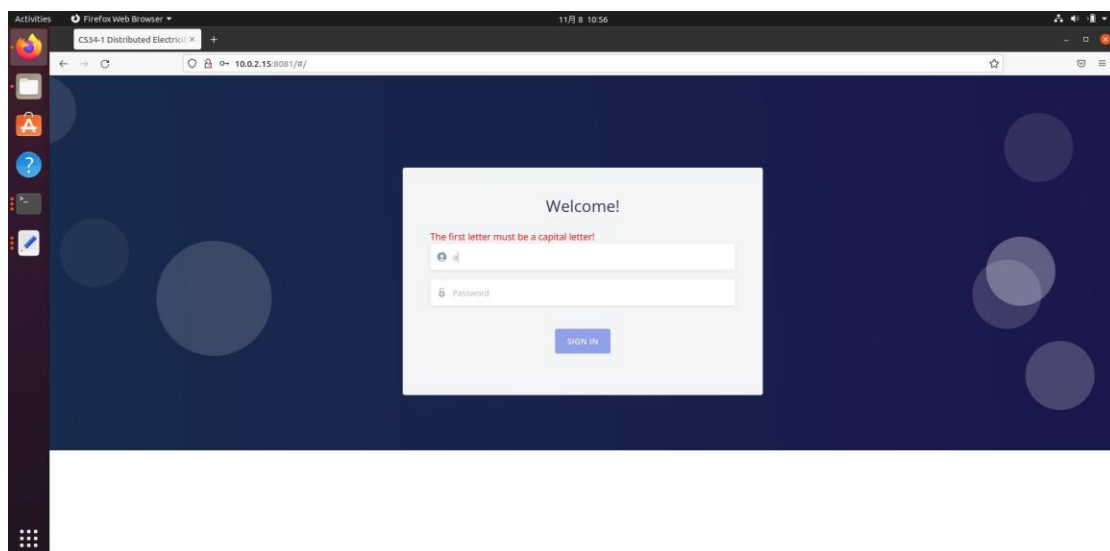 Activities
Firefox Web Browser
11月 8 10:56
CS34-1 Distributed Electrici
10.0.2.15:8081/#/
Welcome!
The first letter must be a capital letter!
a
Password
SIGN IN